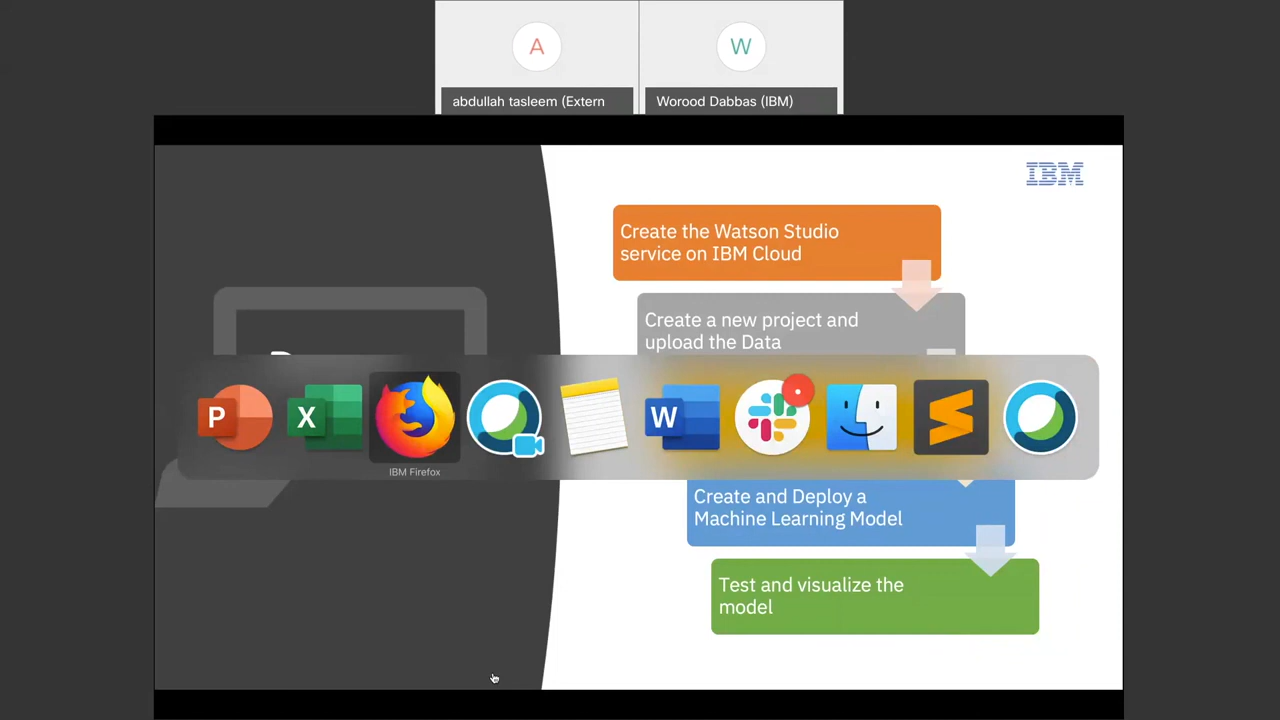 A
W
abdullah tasleem (Extern
Worood Dabbas (IBM)
IBM
Create the Watson Studio
service on IBM Cloud
Create a new project and
upload the Data
P
X
W
IBM Firefox
Create and Deploy a
Machine Learning Model
Test and visualize the
model